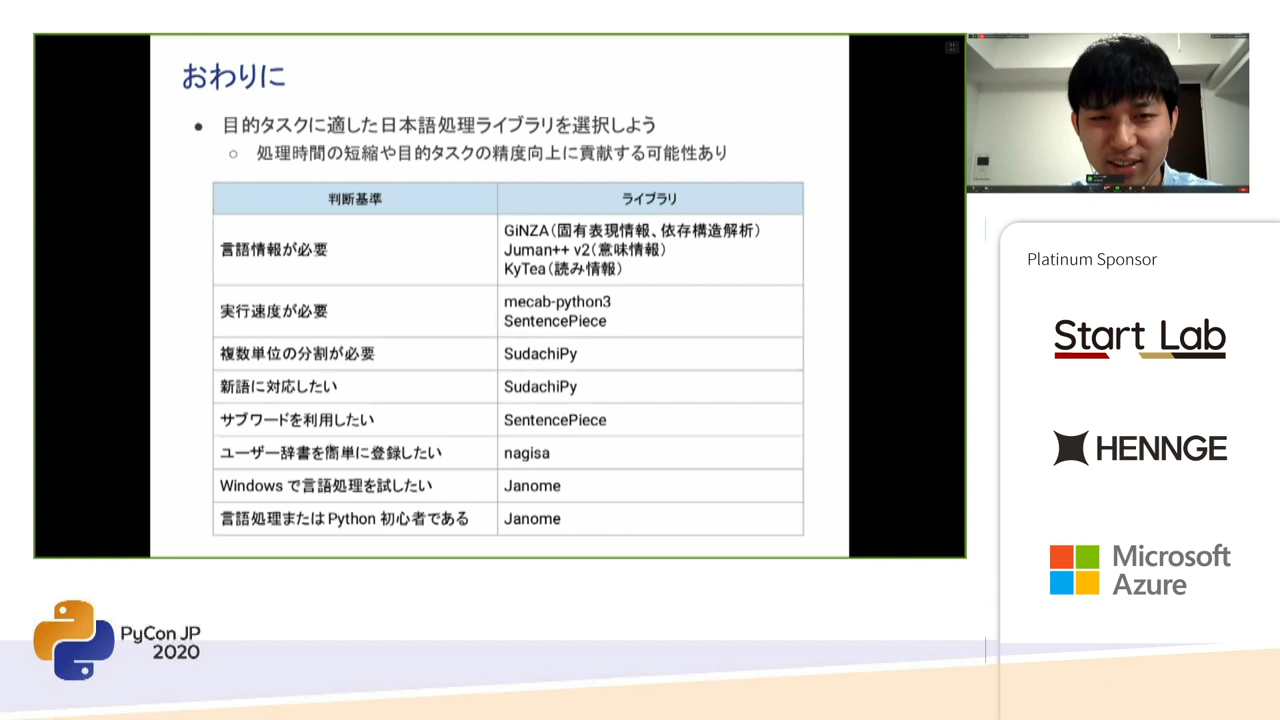 おわりに
● 目的タスクに適した日本語処理ライブラリを選択しよう
○ 処理時間の短縮や目的タスクの精度向上に貢献する可能性あり
判断基準 ライブラリ
言語情報が必要
GiNZA（固有表現情報、依存構造解析）
Juman++ v2（意味情報）
KyTea（読み情報）
実行速度が必要
mecab-python3
SentencePiece
複数単位の分割が必要 SudachiPy
新語に対応したい SudachiPy
サブワードを利用したい SentencePiece
ユーザー辞書を簡単に登録したい nagisa
Windows で言語処理を試したい Janome
言語処理または Python 初心者である Janome
Platinum Sponsor
Start Lab
HENNGE
Microsoft
Azure
PyCon JP
2020